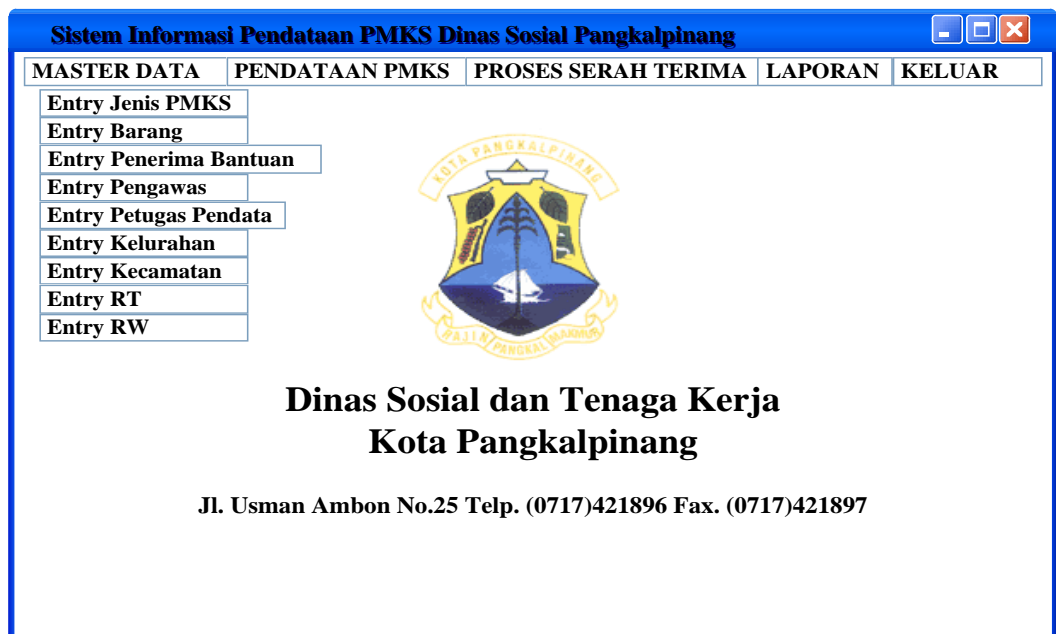 Sistem Informasi Pendataan PMKS Dinas Sosial Pangkalpinang
MASTER DATA PENDATAAN PMKS PROSES SERAH TERIMA LAPORAN KELUAR
Entry Jenis PMKS
Entry Barang
Entry Penerima Bantuan
Entry Pengawas
Entry Petugas Pendata
Entry Kelurahan
Entry Kecamatan
Entry RT
Entry RW
KOTA PANGKALPINANG
RAJIN PANGKAL MAKMUR
Dinas Sosial dan Tenaga Kerja
Kota Pangkalpinang
Jl. Usman Ambon No.25 Telp. (0717)421896 Fax. (0717)421897